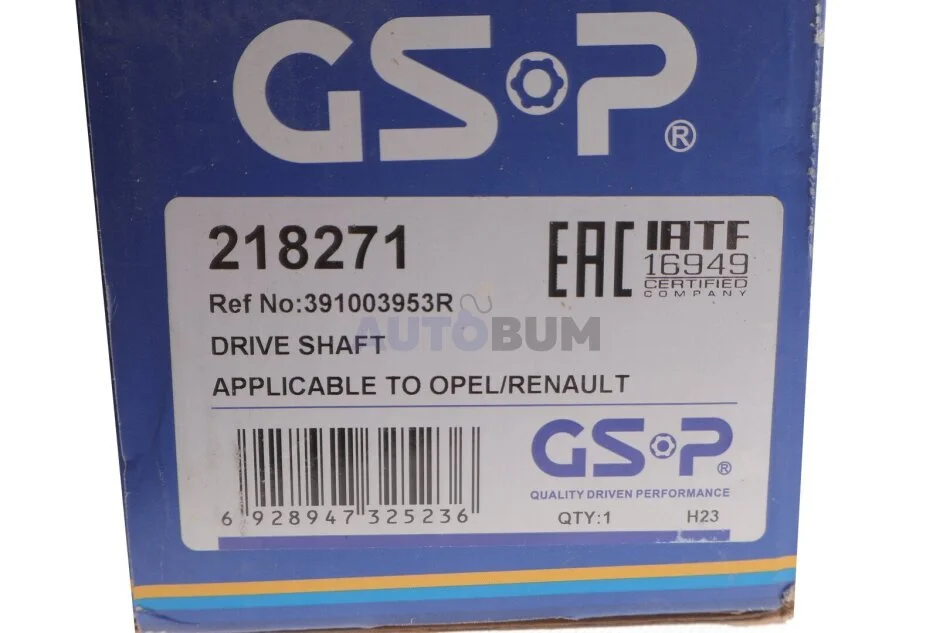 GSP®
218271
EAC
IATF
16949
CERTIFIED
COMPANY
Ref No:391003953R
AUTOBUM
DRIVE SHAFT
APPLICABLE TO OPEL/RENAULT
GSP®
QUALITY DRIVEN PERFORMANCE
6 928947 325236
QTY:1 H23